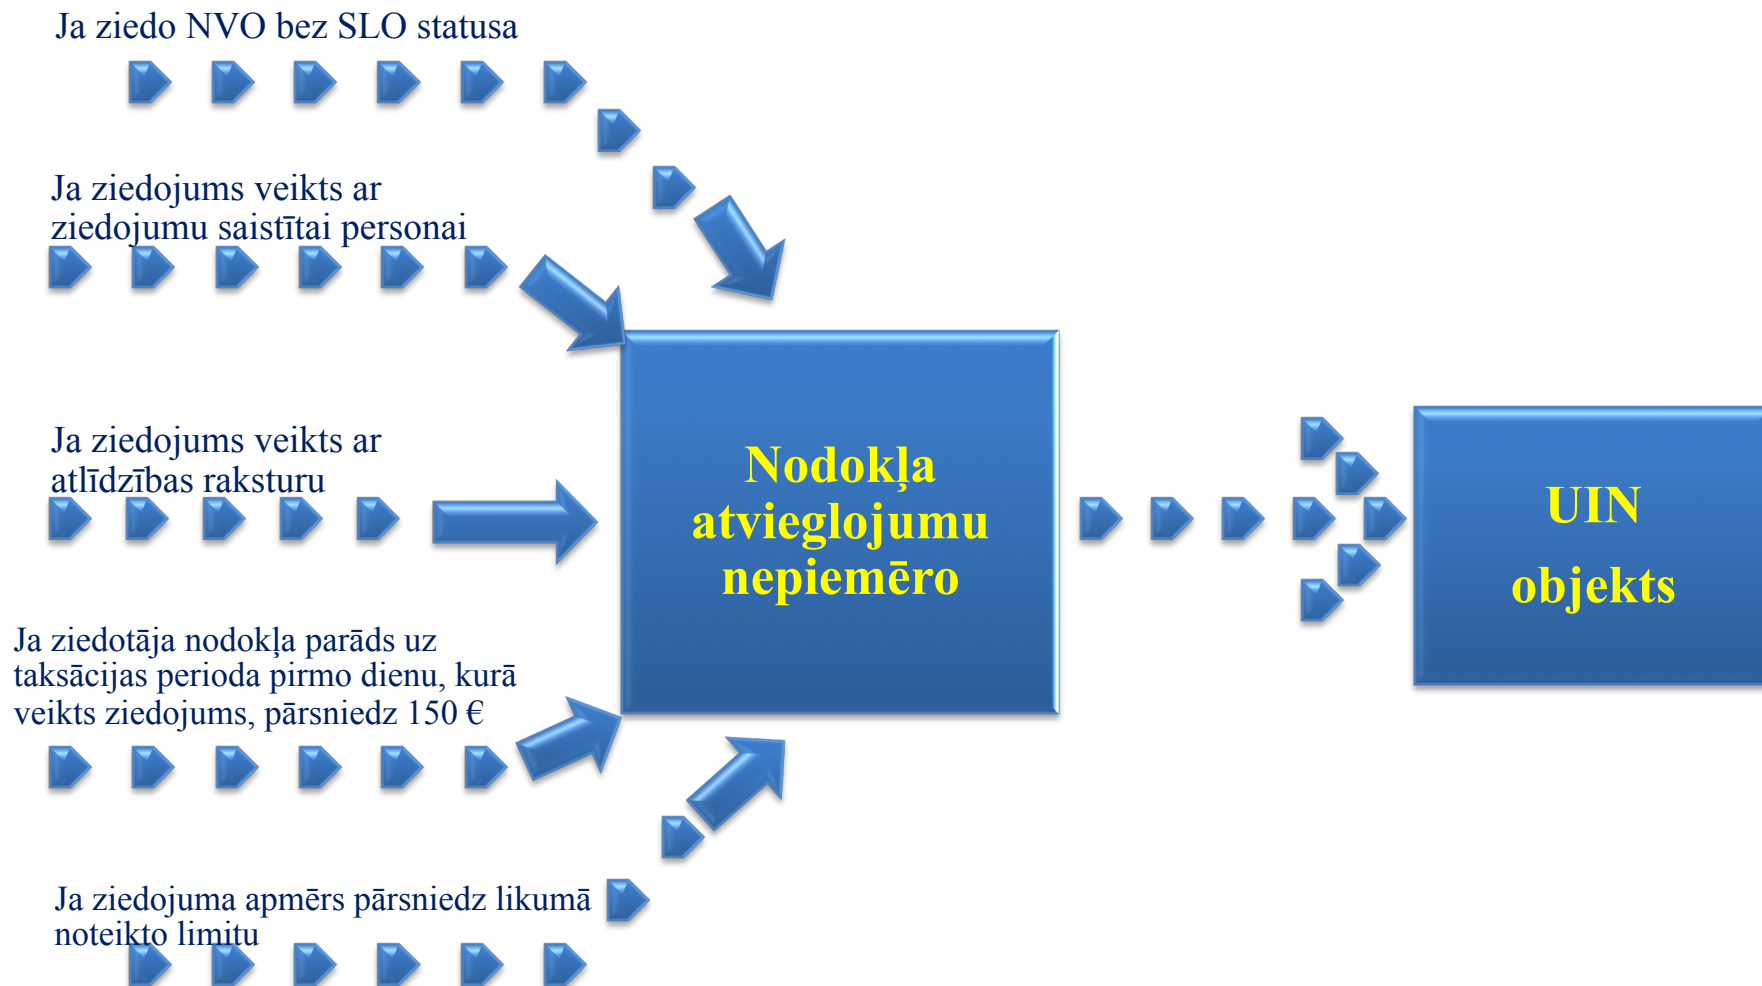 Ja ziedo NVO bez SLO statusa
Ja ziedojums veikts ar
ziedojumu saistītai personai
Ja ziedojums veikts ar
atlīdzības raksturu
Ja ziedotāja nodokļa parāds uz
taksācijas perioda pirmo dienu, kurā
veikts ziedojums, pārsniedz 150 €
Ja ziedojuma apmērs pārsniedz likumā
noteikto limitu
Nodokļa
atvieglojumu
nepiemēro
UIN
objekts